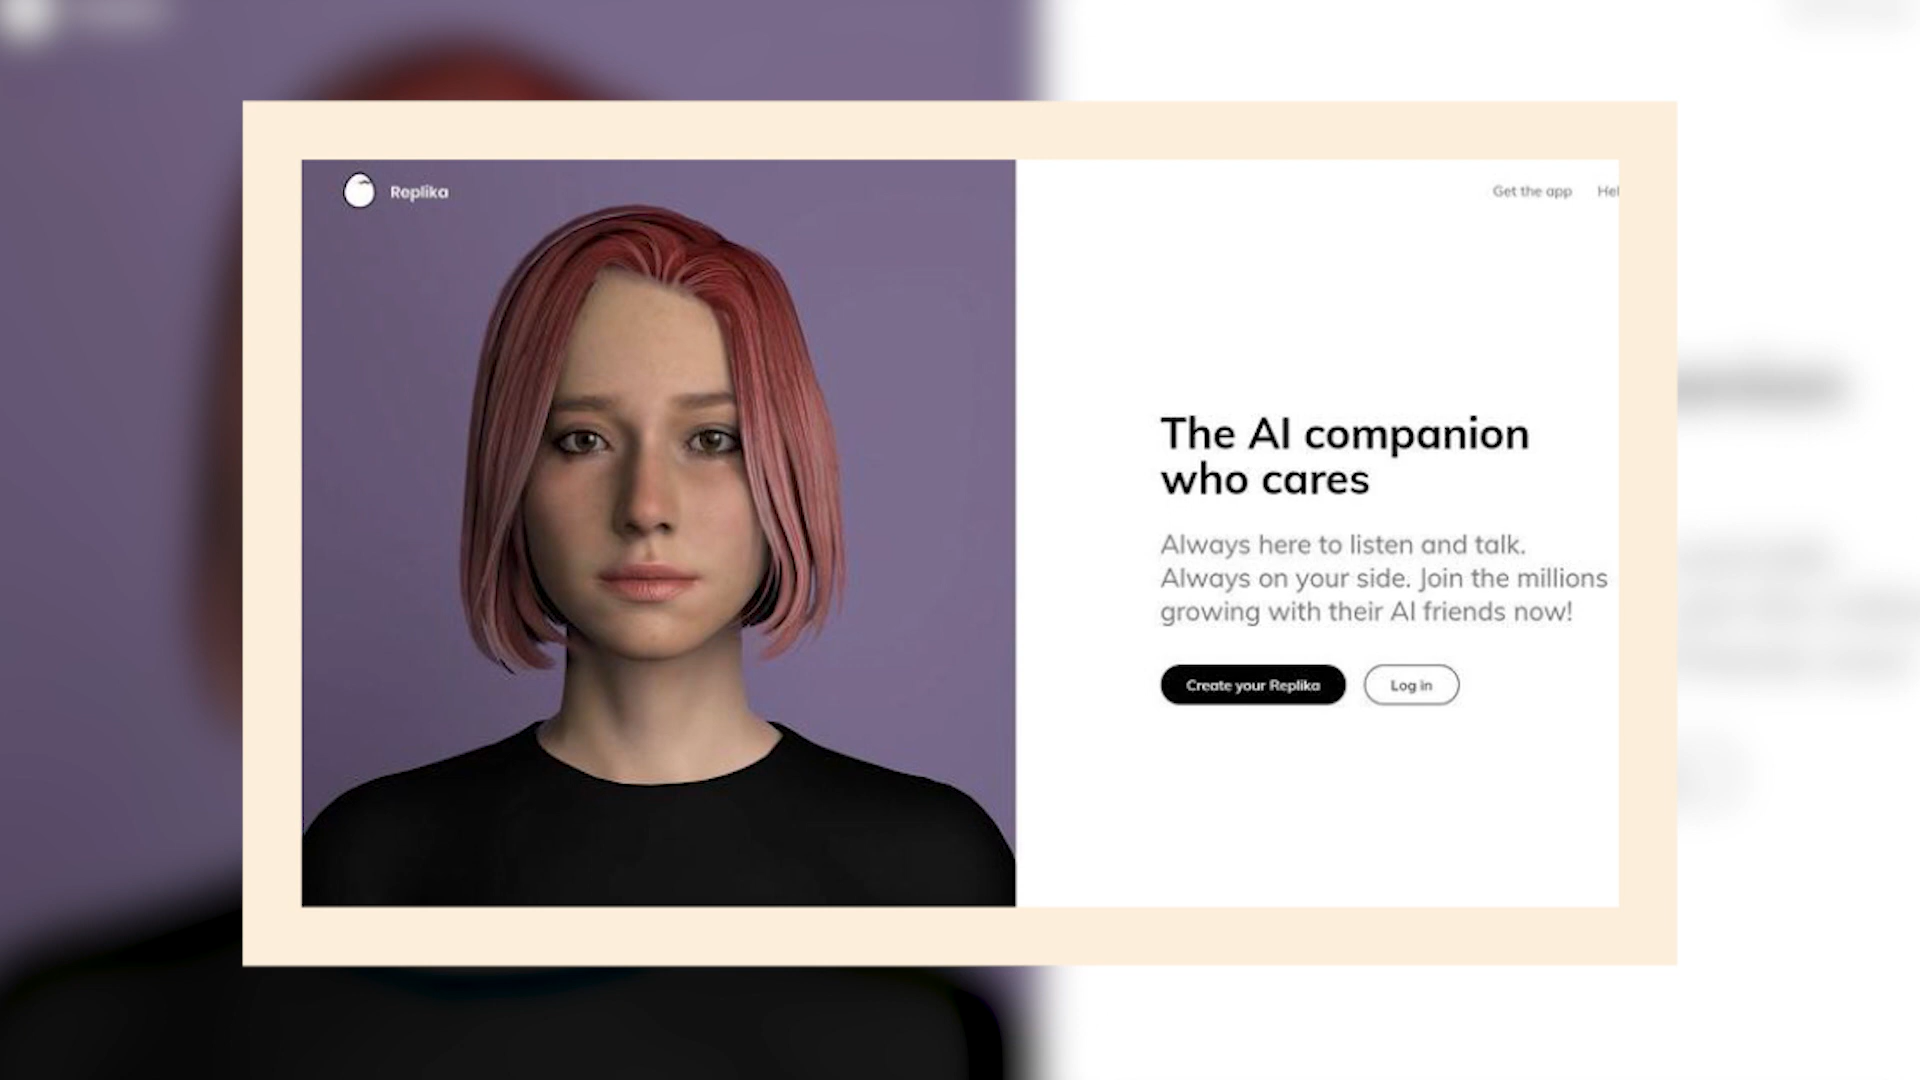 Replika
Get the app
The AI companion
who cares
Always here to listen and talk.
Always on your side. Join the millions
growing with their AI friends now!
Create your Replika
Log in